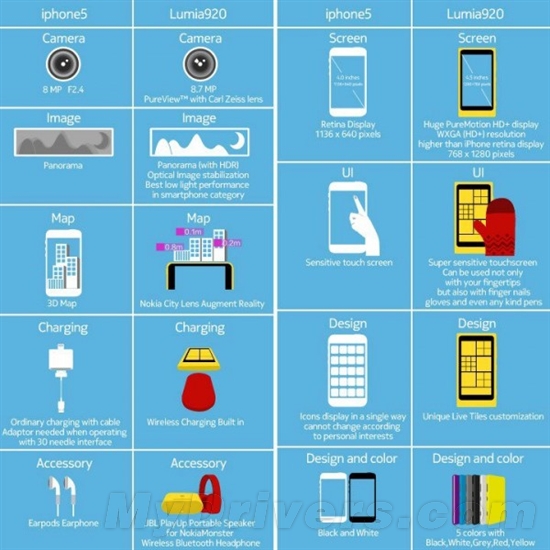 iphone5
Lumia920
Camera
8 MP F2.4
Camera
8.7 MP
PureView™ with Carl Zeiss lens
Image
Panorama
Image
Panorama (with HDR)
Optical Image stabilization
Best low light performance
in smartphone category
Map
3D Map
Map
0.1m
0.8m
0.2m
Nokia City Lens Augment Reality
Charging
Ordinary charging with cable
Adaptor needed when operating
with 30 needle interface
Charging
Wireless Charging Built in
Accessory
Earpods Earphone
Accessory
JBL PlayUp Portable Speaker
for NokiaMonster
Wireless Bluetooth Headphone
iphone5
Lumia920
Screen
4.0 inches
1136×640 pixels
Retina Display
1136 x 640 pixels
Screen
Huge PureMotion HD+ display
WXGA (HD+) resolution
higher than iPhone retina display
768 x 1280 pixels
UI
Sensitive touch screen
UI
Super sensitive touchscreen
Can be used not only
with your fingertips
but also with finger nails
gloves and even any kind pens
Design
Icons display in a single way
cannot change according
to personal interests
Design
Unique Live Tiles customization
Design and color
Black and White
Design and color
5 colors with
Black,White,Grey,Red,Yellow
MyDrivers.com